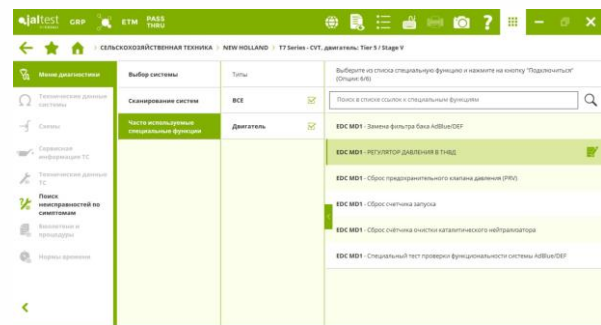 jaltest
GRP
ETM
PASS
THRU
СЕЛЬСКОХОЗЯЙСТВЕННАЯ ТЕХНИКА
NEW HOLLAND
T7 Series - CVT, двигатель: Tier 5 / Stage V
Меню диагностики
Технические данные
системы
Схемы
Сервисная
информация ТС
Технические данные
ТС
Поиск
неисправностей по
симптомам
процедуры
Нормы времени
Выбор системы
Сканирование систем
Часто используемые
специальные функции
Типы
ВСЕ
Двигатель
Выберите из списка специальную функцию и нажмите на кнопку "Подключиться"
(Опции: 6/6)
Поиск в списке ссылок к специальным функциям
EDC MD1 - Замена фильтра бака AdBlue/DEF
EDC MD1 - РЕГУЛЯТОР ДАВЛЕНИЯ В ТНВД
EDC MD1 - Сброс предохранительного клапана давления (PRV)
EDC MD1 - Сброс счетчика запуска
EDC MD1 - Сброс счётчика очистки каталитического нейтрализатора
EDC MD1 - Специальный тест проверки функциональности системы AdBlue/DEF